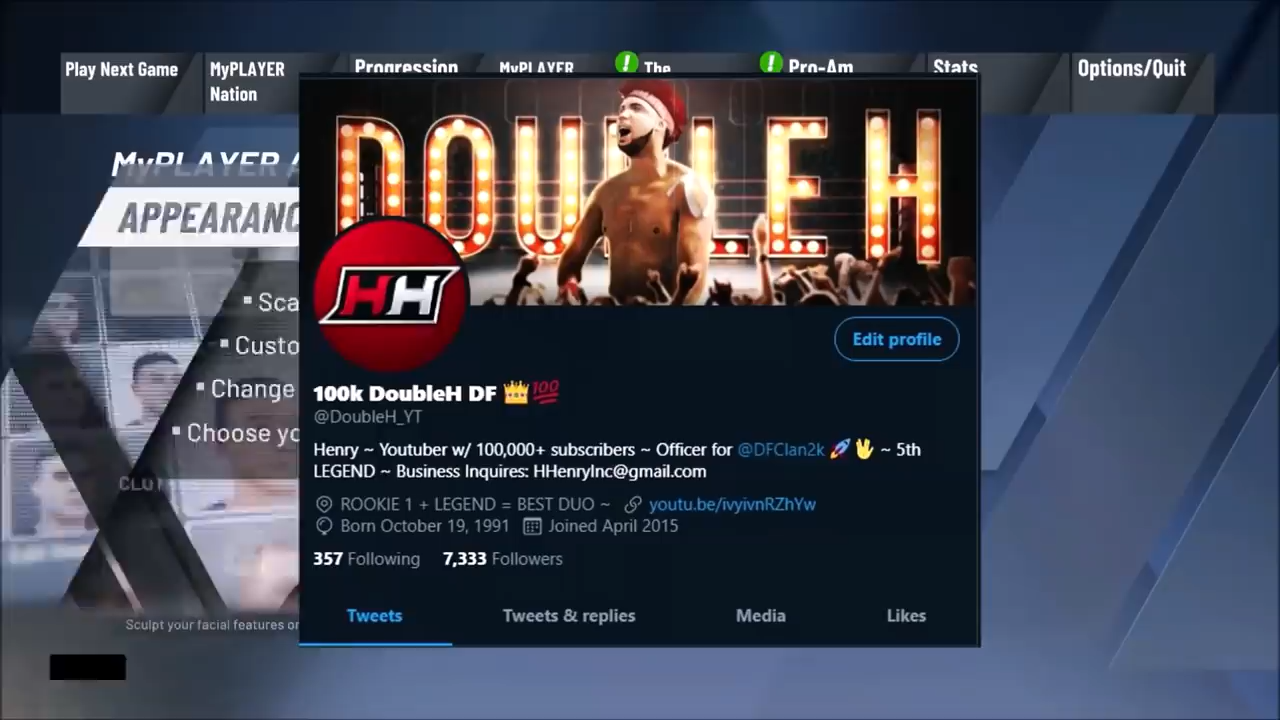 Play Next Game
MyPLAYER
Nation
Progression
MyPLAYER
! The
! Pro-Am
Stats
Options/Quit
DOUBLE H
MyPLAYER A
APPEARANC
HH
Edit profile
Sca
Custo
Change
Choose yo
100k DoubleH DF 👑💯
@DoubleH_YT
Henry ~ Youtuber w/ 100,000+ subscribers ~ Officer for @DFClan2k 🚀🖖 ~ 5th
LEGEND ~ Business Inquires: HHenryInc@gmail.com
ROOKIE 1 + LEGEND = BEST DUO ~ youtu.be/ivyivnRZhYw
Born October 19, 1991 Joined April 2015
357 Following 7,333 Followers
Tweets
Tweets & replies
Media
Likes
Sculpt your facial features or